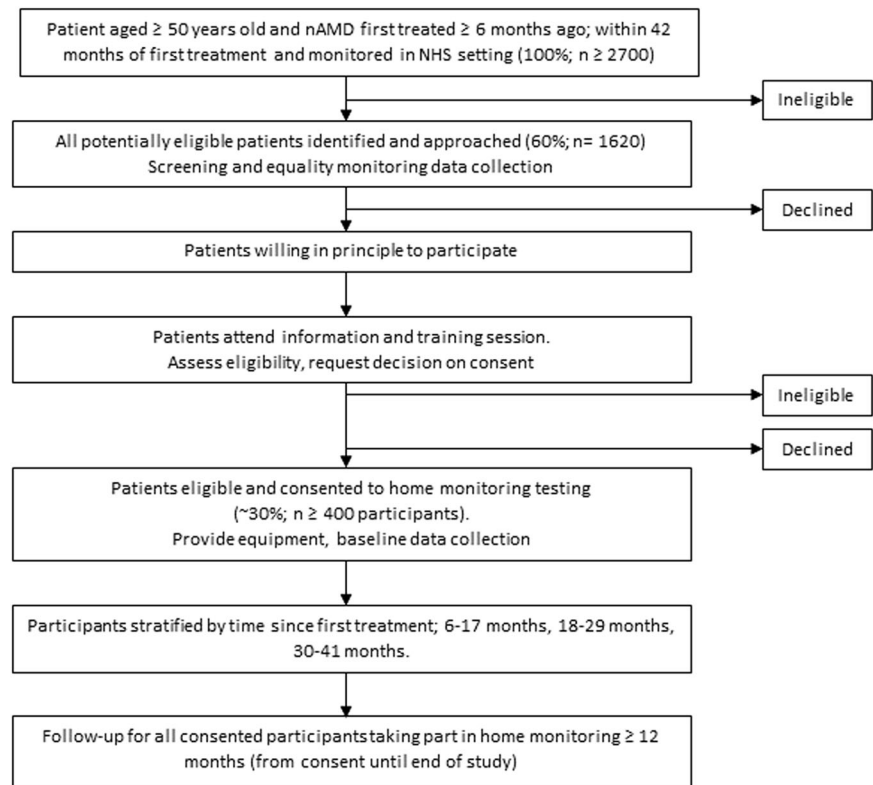 Patient aged ≥ 50 years old and nAMD first treated ≥ 6 months ago; within 42
months of first treatment and monitored in NHS setting (100%; n ≥ 2700)
Ineligible
All potentially eligible patients identified and approached (60%; n= 1620)
Screening and equality monitoring data collection
Declined
Patients willing in principle to participate
Patients attend information and training session.
Assess eligibility, request decision on consent
Ineligible
Declined
Patients eligible and consented to home monitoring testing
(~30%; n ≥ 400 participants).
Provide equipment, baseline data collection
Participants stratified by time since first treatment; 6-17 months, 18-29 months,
30-41 months.
Follow-up for all consented participants taking part in home monitoring ≥ 12
months (from consent until end of study)